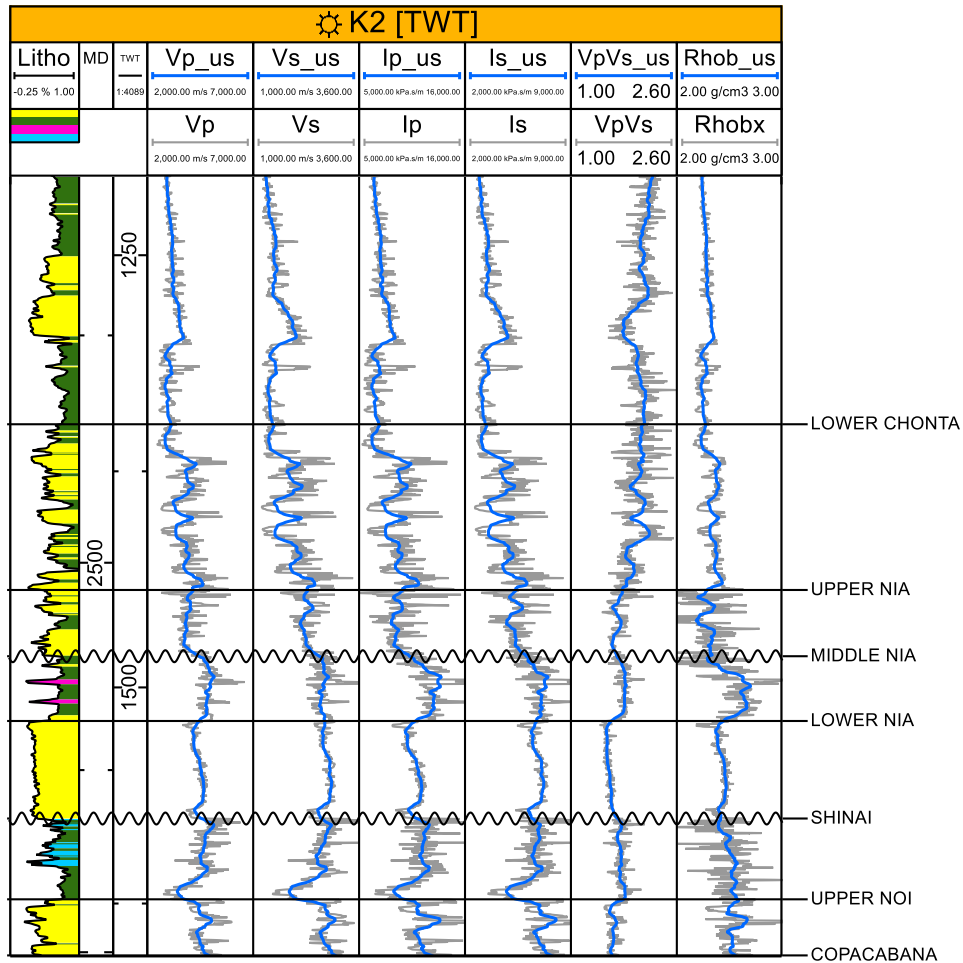 K2 [TWT]
Litho MD TWT Vp_us Vs_us Ip_us Is_us VpVs_us Rhob_us
-0.25 % 1.00 1:4089 2,000.00 m/s 7,000.00 1,000.00 m/s 3,600.00 5,000.00 kPa.s/m 16,000.00 2,000.00 kPa.s/m 9,000.00 1.00 2.60 2.00 g/cm3 3.00
Vp Vs Ip Is VpVs Rhobx
2,000.00 m/s 7,000.00 1,000.00 m/s 3,600.00 5,000.00 kPa.s/m 16,000.00 2,000.00 kPa.s/m 9,000.00 1.00 2.60 2.00 g/cm3 3.00
1250
LOWER CHONTA
2500
UPPER NIA
MIDDLE NIA
1500
LOWER NIA
SHINAI
UPPER NOI
COPACABANA